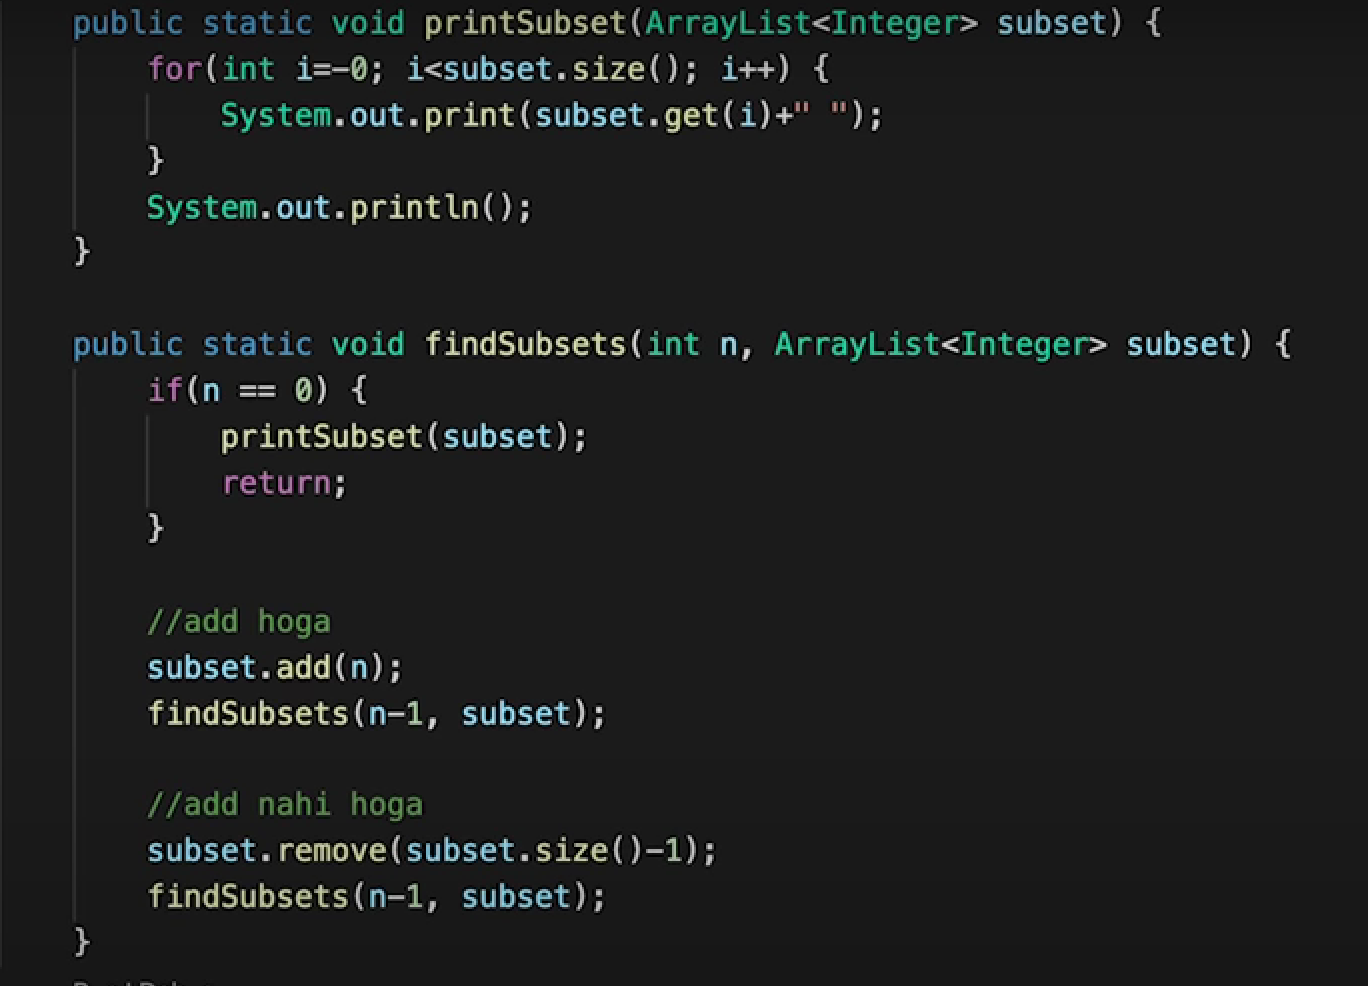 public static void printSubset(ArrayList<Integer> subset) {
for(int i=-0; i<subset.size(); i++) {
System.out.print(subset.get(i)+" ");
}
System.out.println();
}
public static void findSubsets(int n, ArrayList<Integer> subset) {
if(n == 0) {
printSubset(subset);
return;
}
//add hoga
subset.add(n);
findSubsets(n-1, subset);
//add nahi hoga
subset.remove(subset.size()-1);
findSubsets(n-1, subset);
}